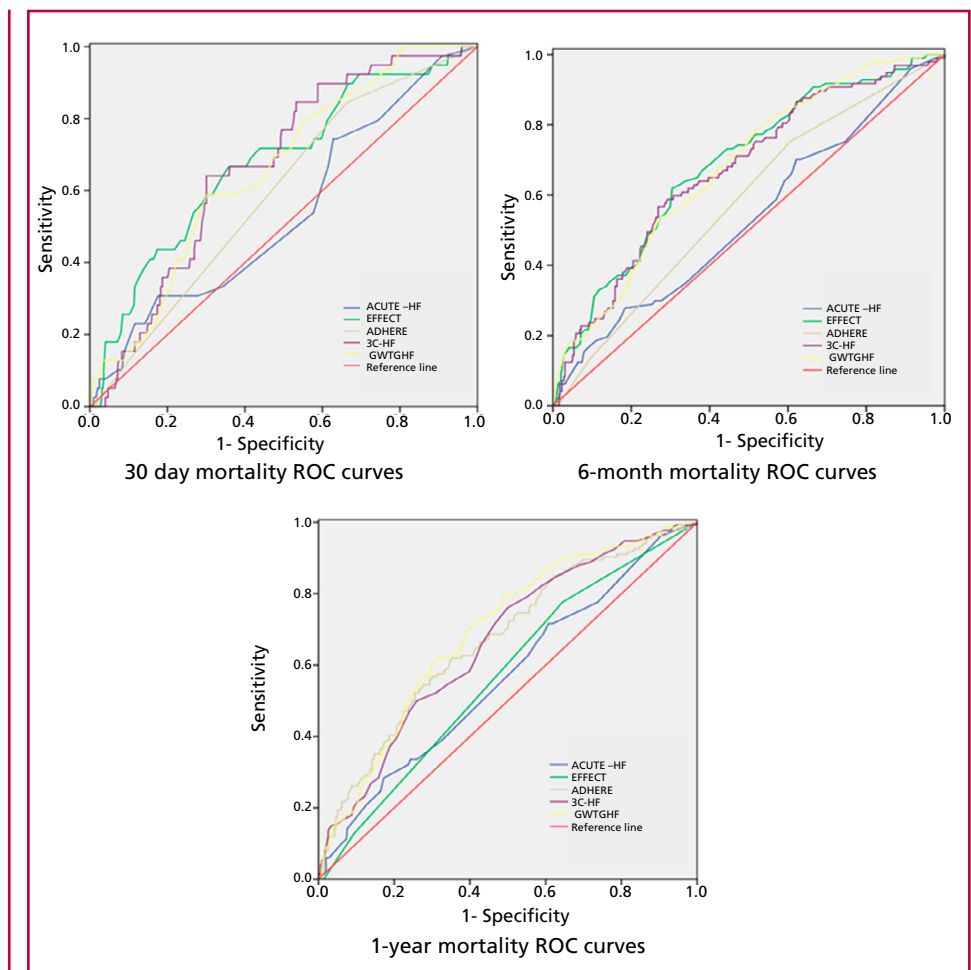 1.0
0.8
0.6
0.4
0.2
0.0
Sensitivity
ACUTE –HF
EFFECT
ADHERE
3C-HF
GWTGHF
Reference line
0.0 0.2 0.4 0.6 0.8 1.0
1- Specificity
30 day mortality ROC curves
1.0
0.8
0.6
0.4
0.2
0.0
Sensitivity
ACUTE –HF
EFFECT
ADHERE
3C-HF
GWTGHF
Reference line
0.0 0.2 0.4 0.6 0.8 1.0
1- Specificity
6-month mortality ROC curves
1.0
0.8
0.6
0.4
0.2
0.0
Sensitivity
ACUTE –HF
EFFECT
ADHERE
3C-HF
GWTGHF
Reference line
0.0 0.2 0.4 0.6 0.8 1.0
1- Specificity
1-year mortality ROC curves